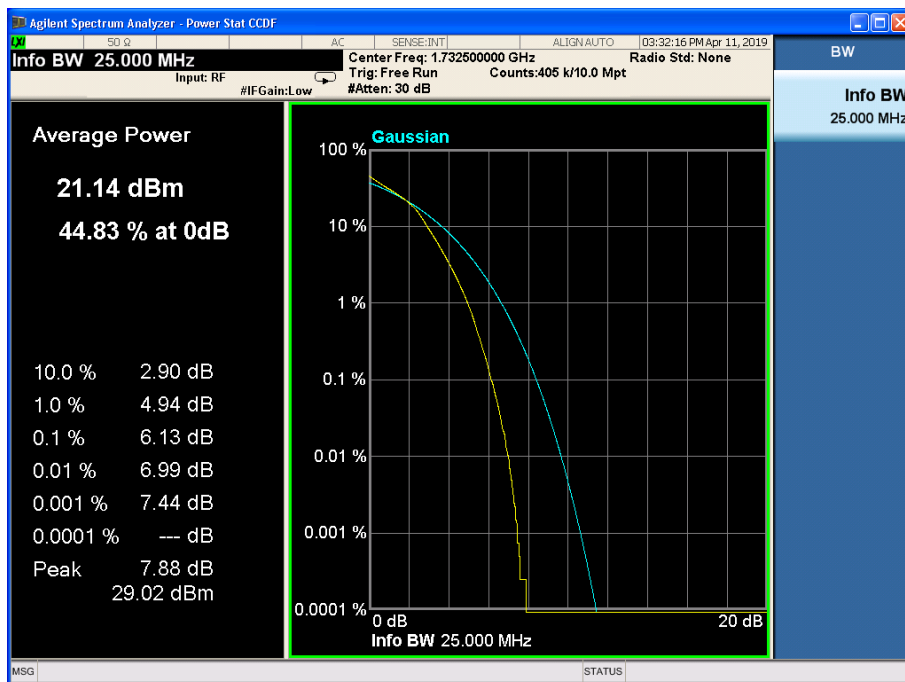 Agilent Spectrum Analyzer - Power Stat CCDF
LXI 50 Ω AC SENSE:INT ALIGN AUTO 03:32:16 PM Apr 11, 2019
Info BW 25.000 MHz
Input: RF
#IFGain:Low
Center Freq: 1.732500000 GHz Radio Std: None
Trig: Free Run Counts:405 k/10.0 Mpt
#Atten: 30 dB
BW
Info BW
25.000 MHz
Average Power
21.14 dBm
44.83 % at 0dB
10.0 % 2.90 dB
1.0 % 4.94 dB
0.1 % 6.13 dB
0.01 % 6.99 dB
0.001 % 7.44 dB
0.0001 % --- dB
Peak 7.88 dB
29.02 dBm
Gaussian
100 %
10 %
1 %
0.1 %
0.01 %
0.001 %
0.0001 %
0 dB 20 dB
Info BW 25.000 MHz
MSG STATUS